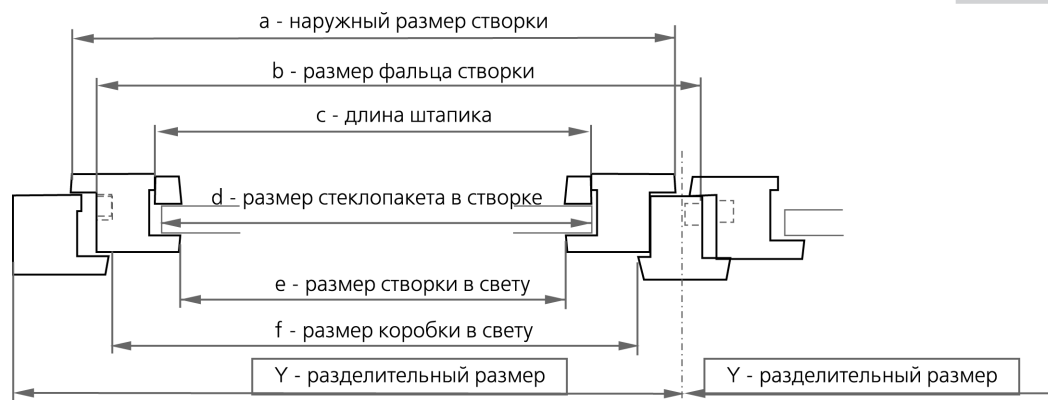 a - наружный размер створки
b - размер фальца створки
c - длина штапика
d - размер стеклопакета в створке
e - размер створки в свету
f - размер коробки в свету
Y - разделительный размер
Y - разделительный размер